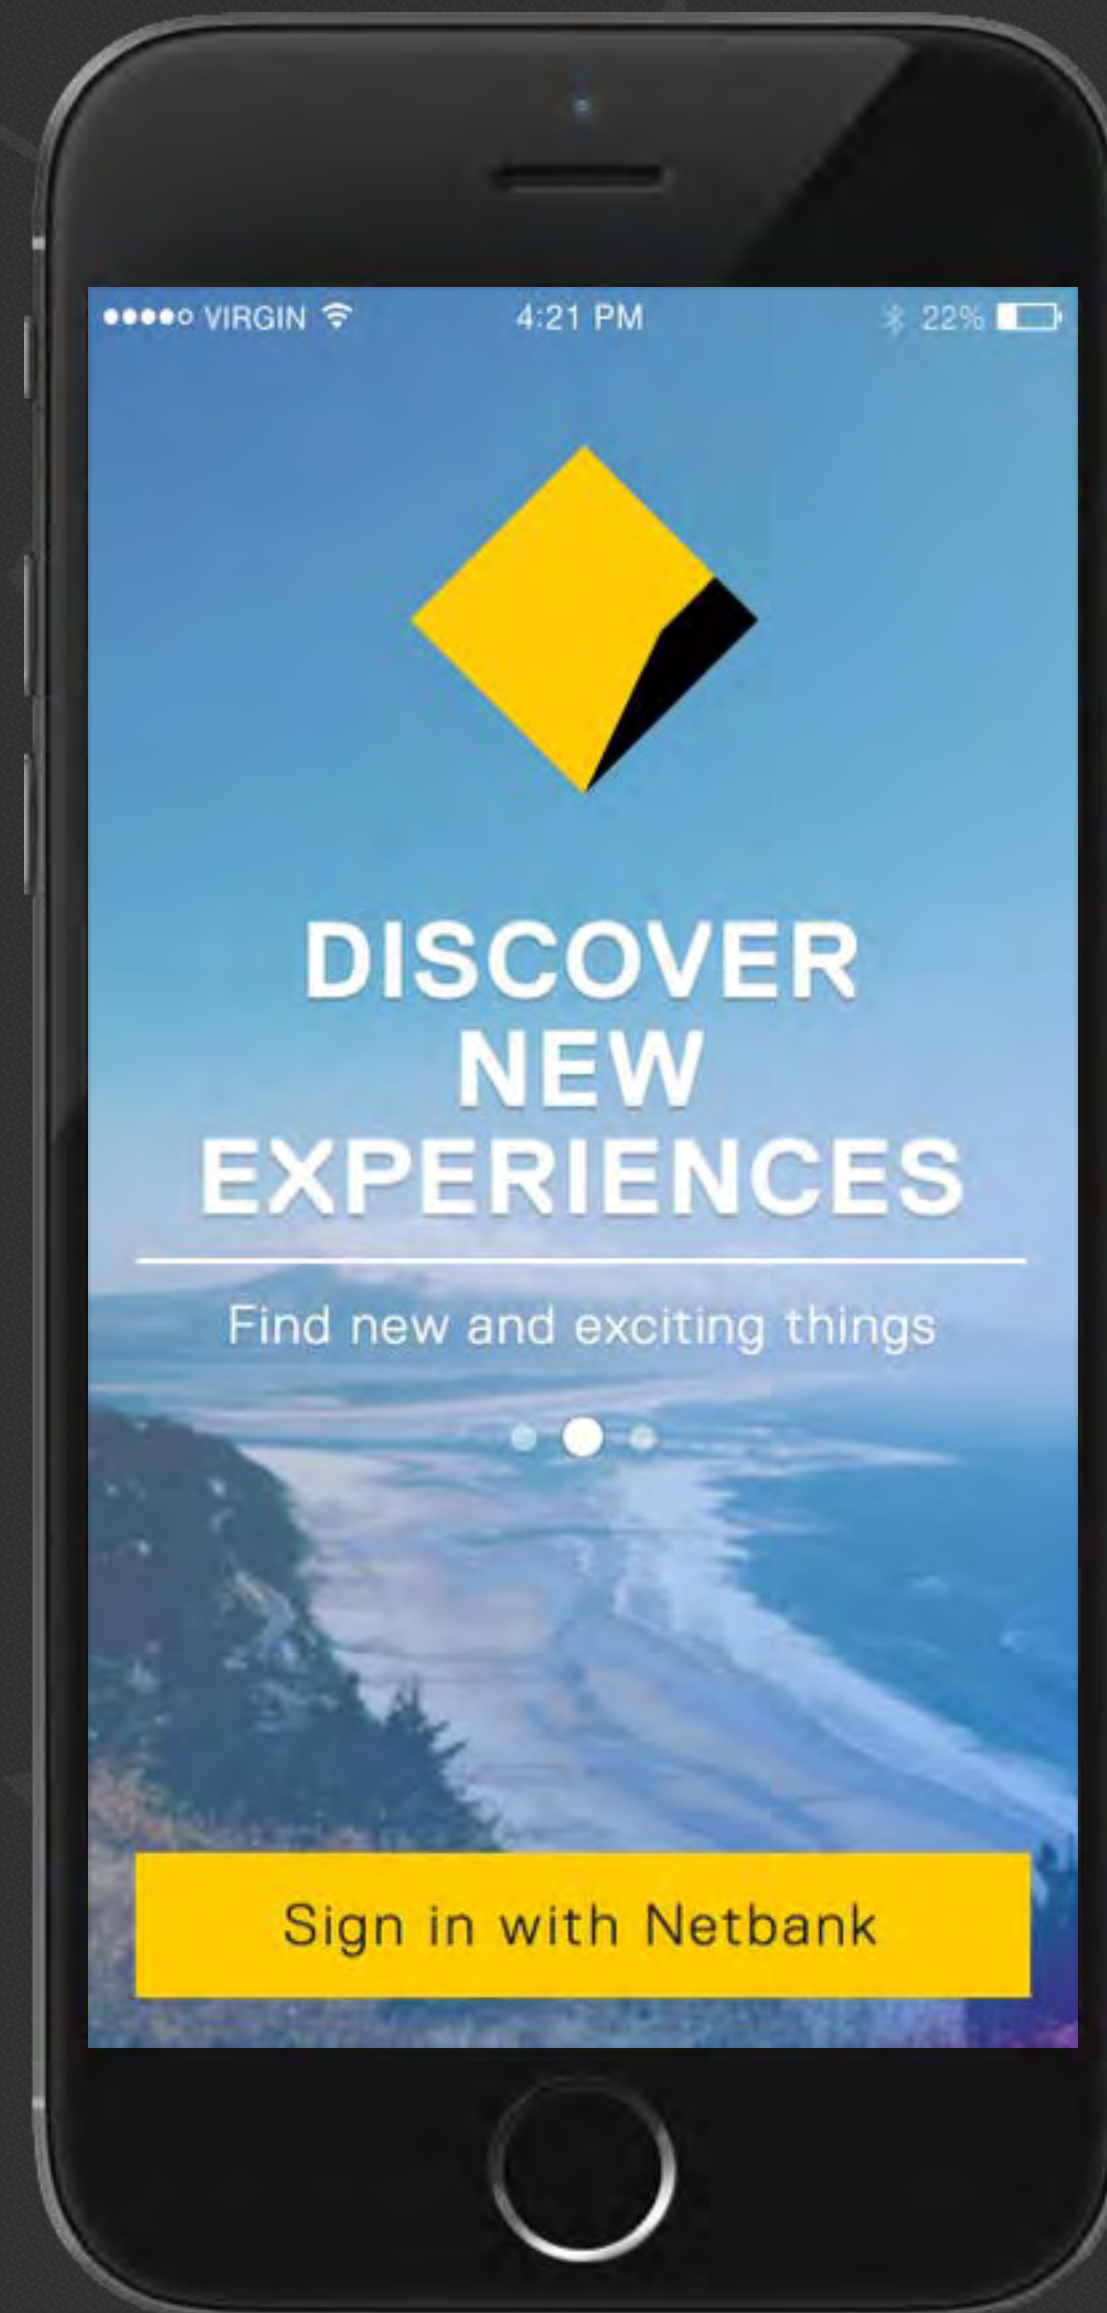 VIRGIN 4:21 PM 22%
DISCOVER
NEW
EXPERIENCES
Find new and exciting things
Sign in with Netbank